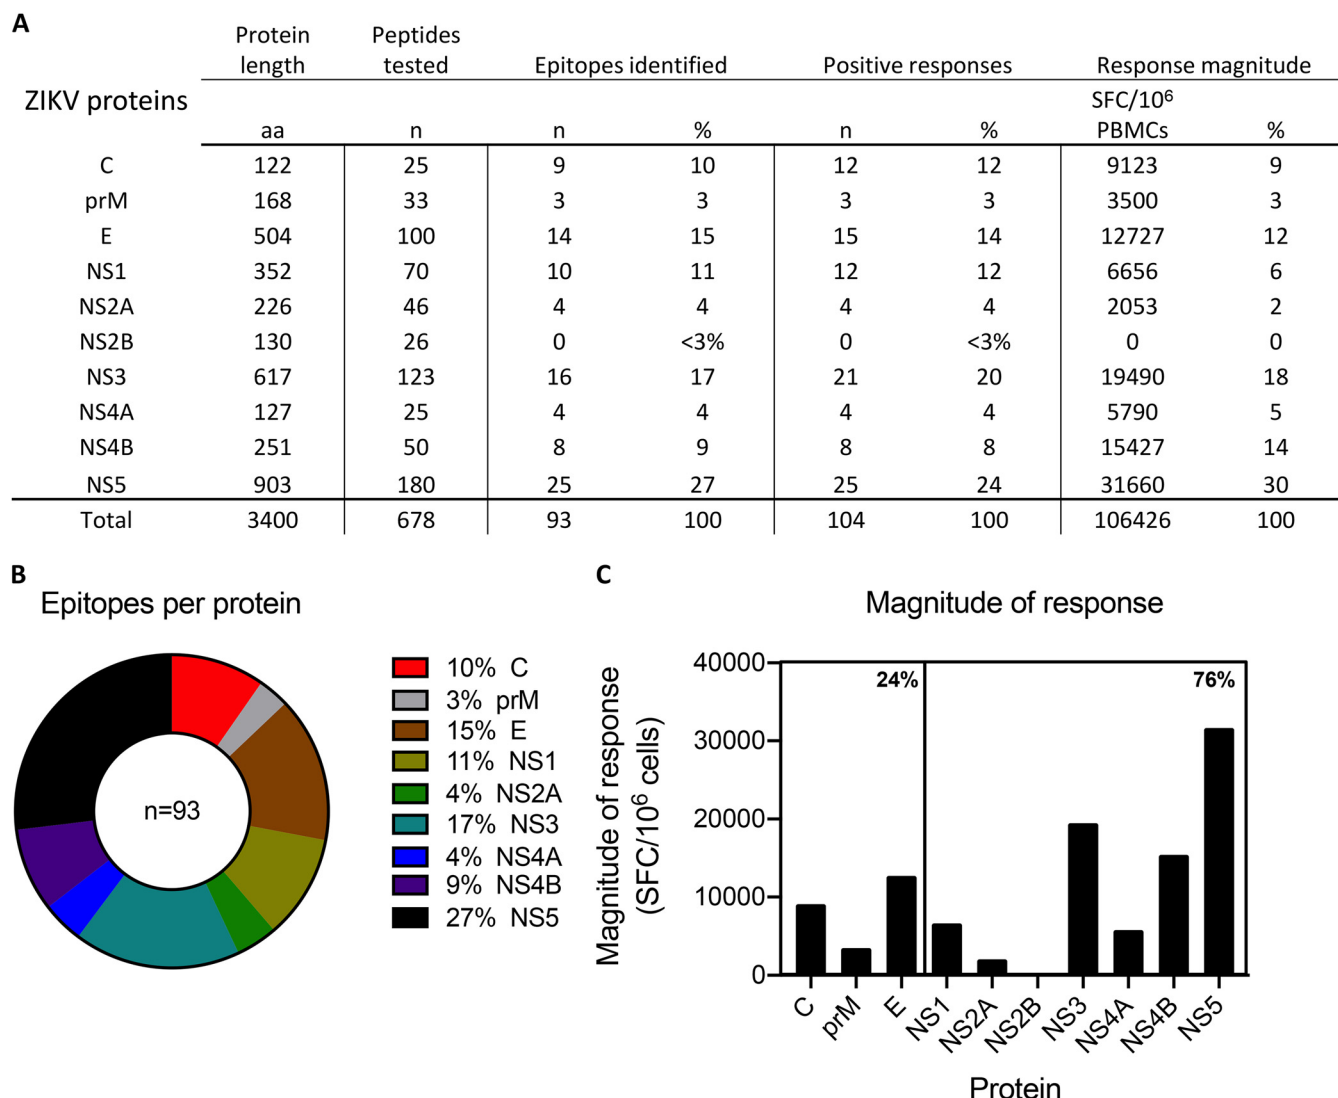 A
Protein length Peptides tested Epitopes identified Positive responses Response magnitude
ZIKV proteins
aa n n % n % SFC/10⁶ PBMCs %
C 122 25 9 10 12 12 9123 9
prM 168 33 3 3 3 3 3500 3
E 504 100 14 15 15 14 12727 12
NS1 352 70 10 11 12 12 6656 6
NS2A 226 46 4 4 4 4 2053 2
NS2B 130 26 0 <3% 0 <3% 0 0
NS3 617 123 16 17 21 20 19490 18
NS4A 127 25 4 4 4 4 5790 5
NS4B 251 50 8 9 8 8 15427 14
NS5 903 180 25 27 25 24 31660 30
Total 3400 678 93 100 104 100 106426 100
B
Epitopes per protein
n=93
10% C
3% prM
15% E
11% NS1
4% NS2A
17% NS3
4% NS4A
9% NS4B
27% NS5
C
Magnitude of response
Magnitude of response
(SFC/10⁶ cells)
40000
30000
20000
10000
0
24%
76%
C prM E NS1 NS2A NS2B NS3 NS4A NS4B NS5
Protein